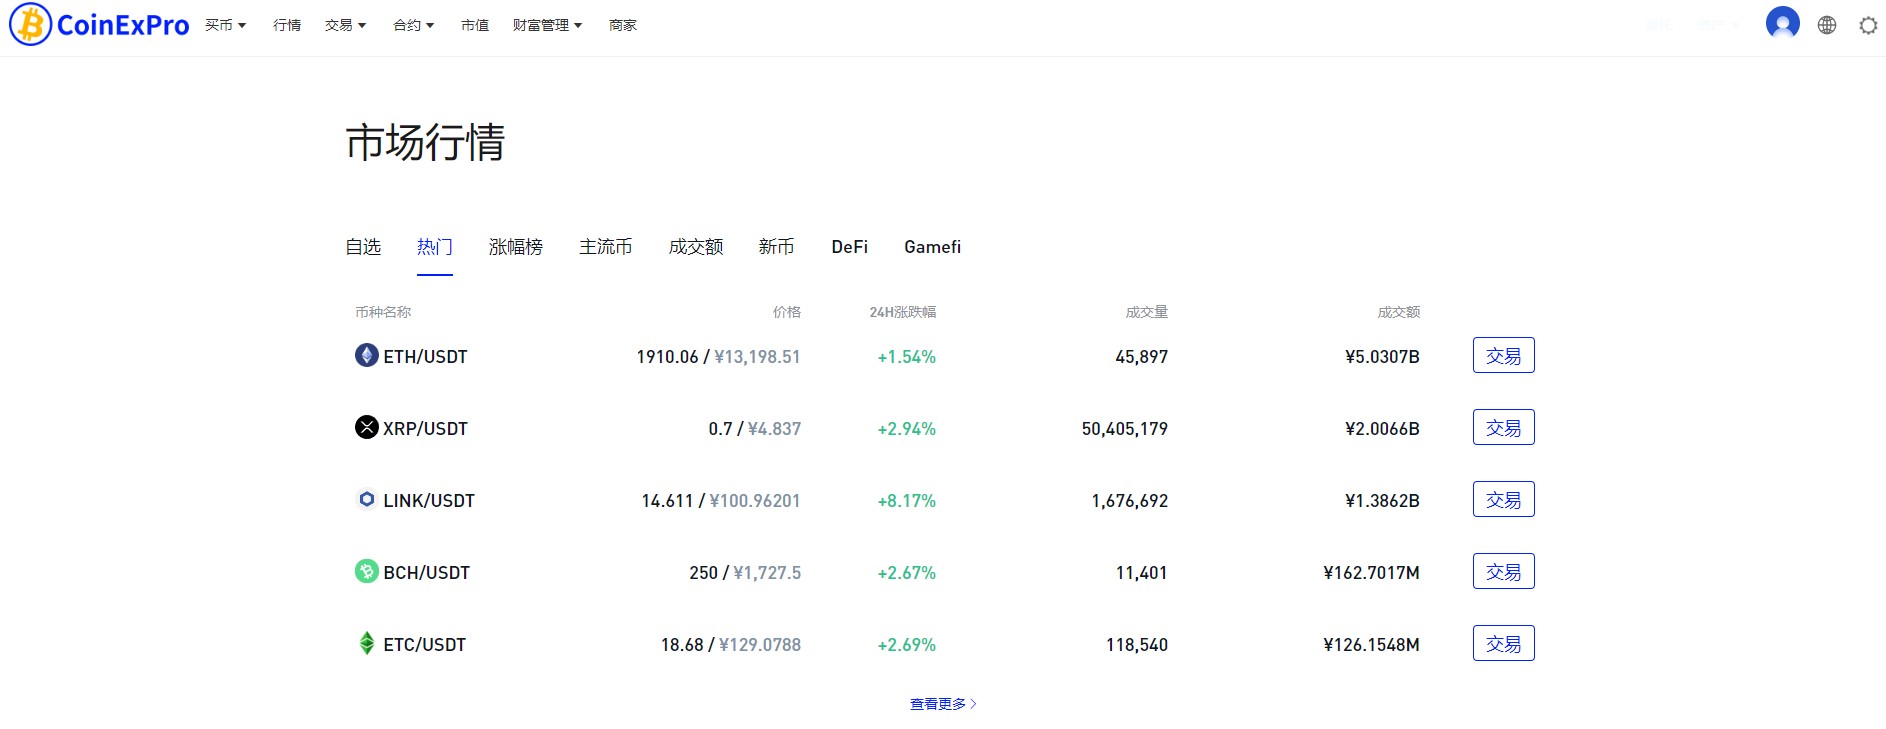 CoinExPro 买币 行情 交易 合约 市值 财富管理 商家
市场行情
自选 热门 涨幅榜 主流币 成交额 新币 DeFi Gamefi
币种名称 价格 24H涨跌幅 成交量 成交额
ETH/USDT 1910.06 / ¥13,198.51 +1.54% 45,897 ¥5.0307B 交易
XRP/USDT 0.7 / ¥4.837 +2.94% 50,405,179 ¥2.0066B 交易
LINK/USDT 14.611 / ¥100.96201 +8.17% 1,676,692 ¥1.3862B 交易
BCH/USDT 250 / ¥1,727.5 +2.67% 11,401 ¥162.7017M 交易
ETC/USDT 18.68 / ¥129.0788 +2.69% 118,540 ¥126.1548M 交易
查看更多